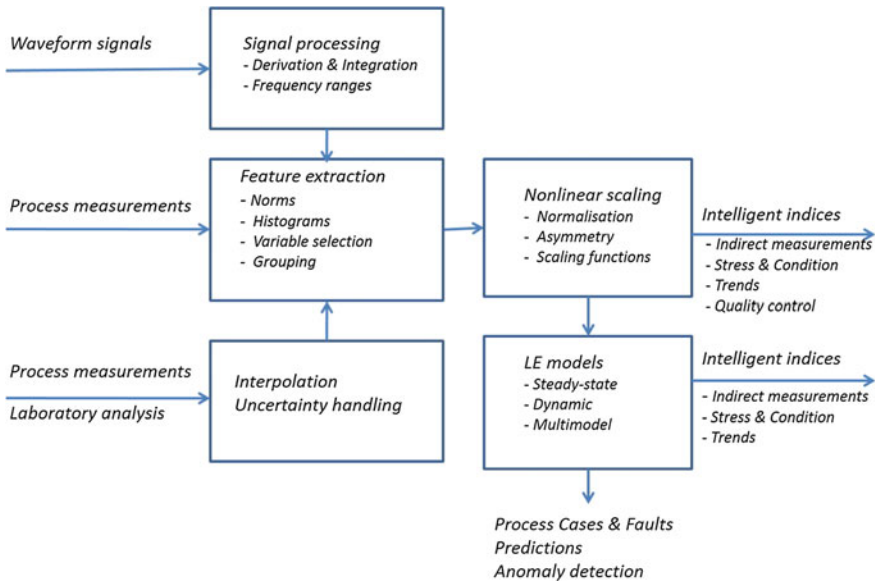 Waveform signals
Signal processing
- Derivation & Integration
- Frequency ranges
Process measurements
Feature extraction
- Norms
- Histograms
- Variable selection
- Grouping
Nonlinear scaling
- Normalisation
- Asymmetry
- Scaling functions
Intelligent indices
- Indirect measurements
- Stress & Condition
- Trends
- Quality control
Process measurements
Laboratory analysis
Interpolation
Uncertainty handling
LE models
- Steady-state
- Dynamic
- Multimodel
Intelligent indices
- Indirect measurements
- Stress & Condition
- Trends
Process Cases & Faults
Predictions
Anomaly detection